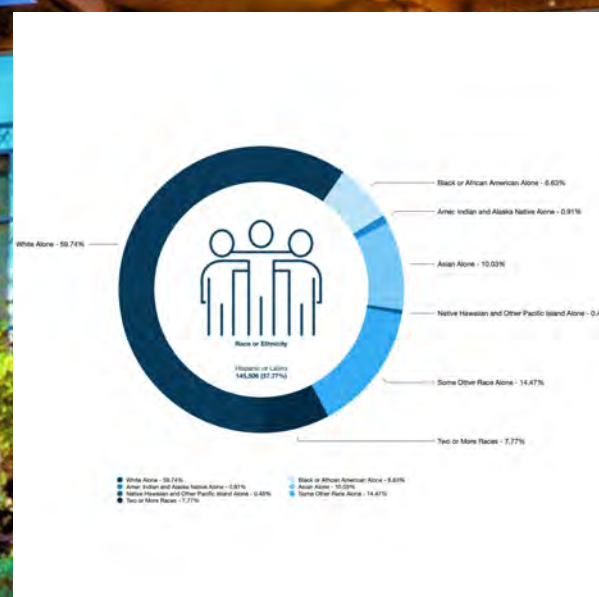 Black or African American Alone - 6.63%
Amer. Indian and Alaska Native Alone - 0.91%
White Alone - 59.74%
Asian Alone - 10.03%
Native Hawaiian and Other Pacific Island Alone - 0.4
Race or Ethnicity
Hispanic or Latino
145,506 (37.77%)
Some Other Race Alone - 14.47%
Two or More Races - 7.77%
White Alone - 59.74%
Black or African American Alone - 6.63%
Amer. Indian and Alaska Native Alone - 0.91%
Asian Alone - 10.03%
Native Hawaiian and Other Pacific Island Alone - 0.45%
Some Other Race Alone - 14.47%
Two or More Races - 7.77%